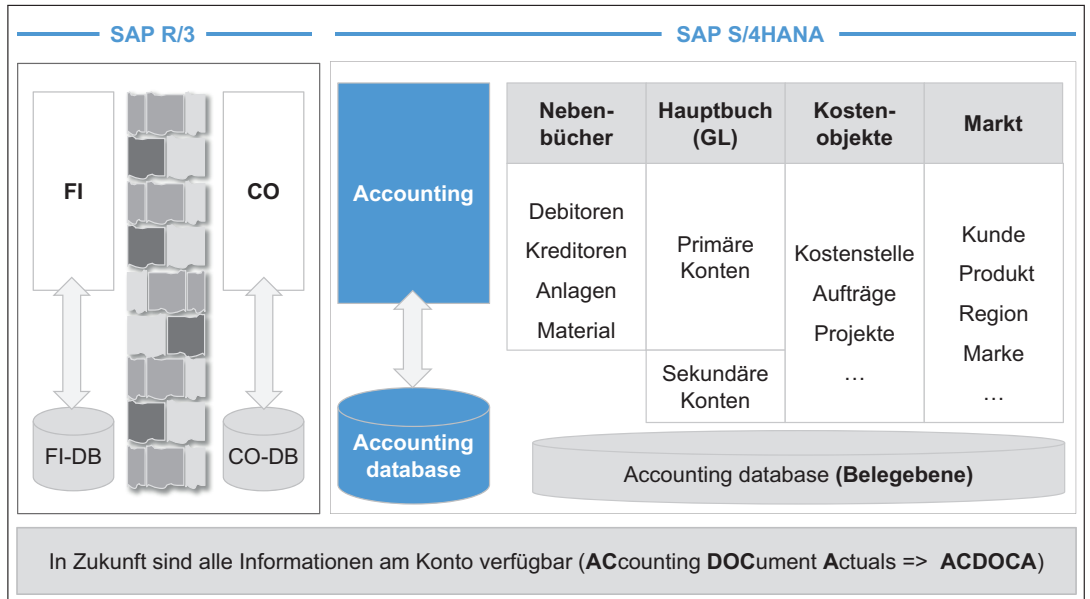 SAP R/3
SAP S/4HANA
FI
CO
FI-DB
CO-DB
Accounting
Accounting
database
Neben-
bücher
Hauptbuch
(GL)
Kosten-
objekte
Markt
Debitoren
Kreditoren
Anlagen
Material
Primäre
Konten
Sekundäre
Konten
Kostenstelle
Aufträge
Projekte
…
Kunde
Produkt
Region
Marke
…
Accounting database (Belegebene)
In Zukunft sind alle Informationen am Konto verfügbar (ACcounting DOCument Actuals => ACDOCA)